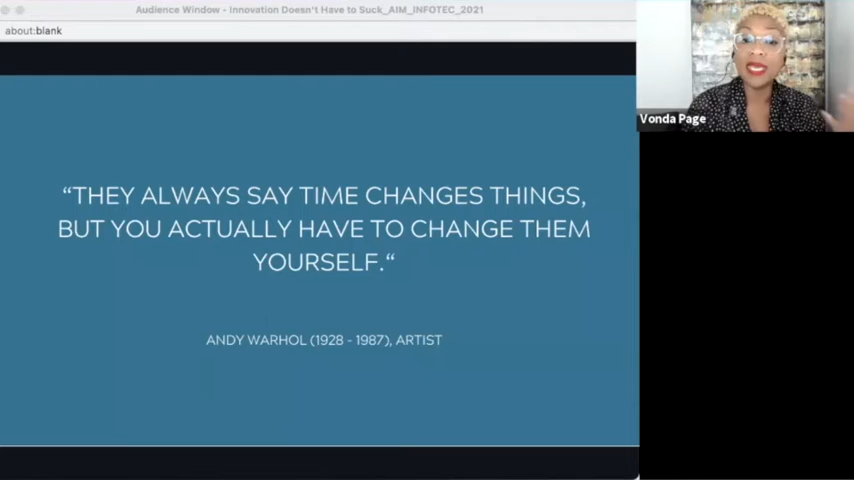 Audience Window - Innovation Doesn't Have to Suck_AIM_INFOTEC_2021
about:blank
Vonda Page
“THEY ALWAYS SAY TIME CHANGES THINGS,
BUT YOU ACTUALLY HAVE TO CHANGE THEM
YOURSELF.“
ANDY WARHOL (1928 - 1987), ARTIST